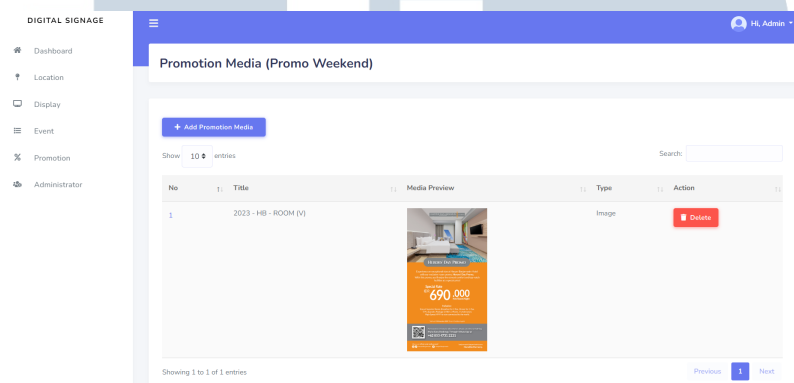 DIGITAL SIGNAGE
Hi, Admin
Dashboard
Location
Display
Event
Promotion
Administrator
Promotion Media (Promo Weekend)
+ Add Promotion Media
Show 10 entries
Search:
No Title Media Preview Type Action
1 2023 - HB - ROOM (V) Image Delete
690.000
Showing 1 to 1 of 1 entries
Previous 1 Next